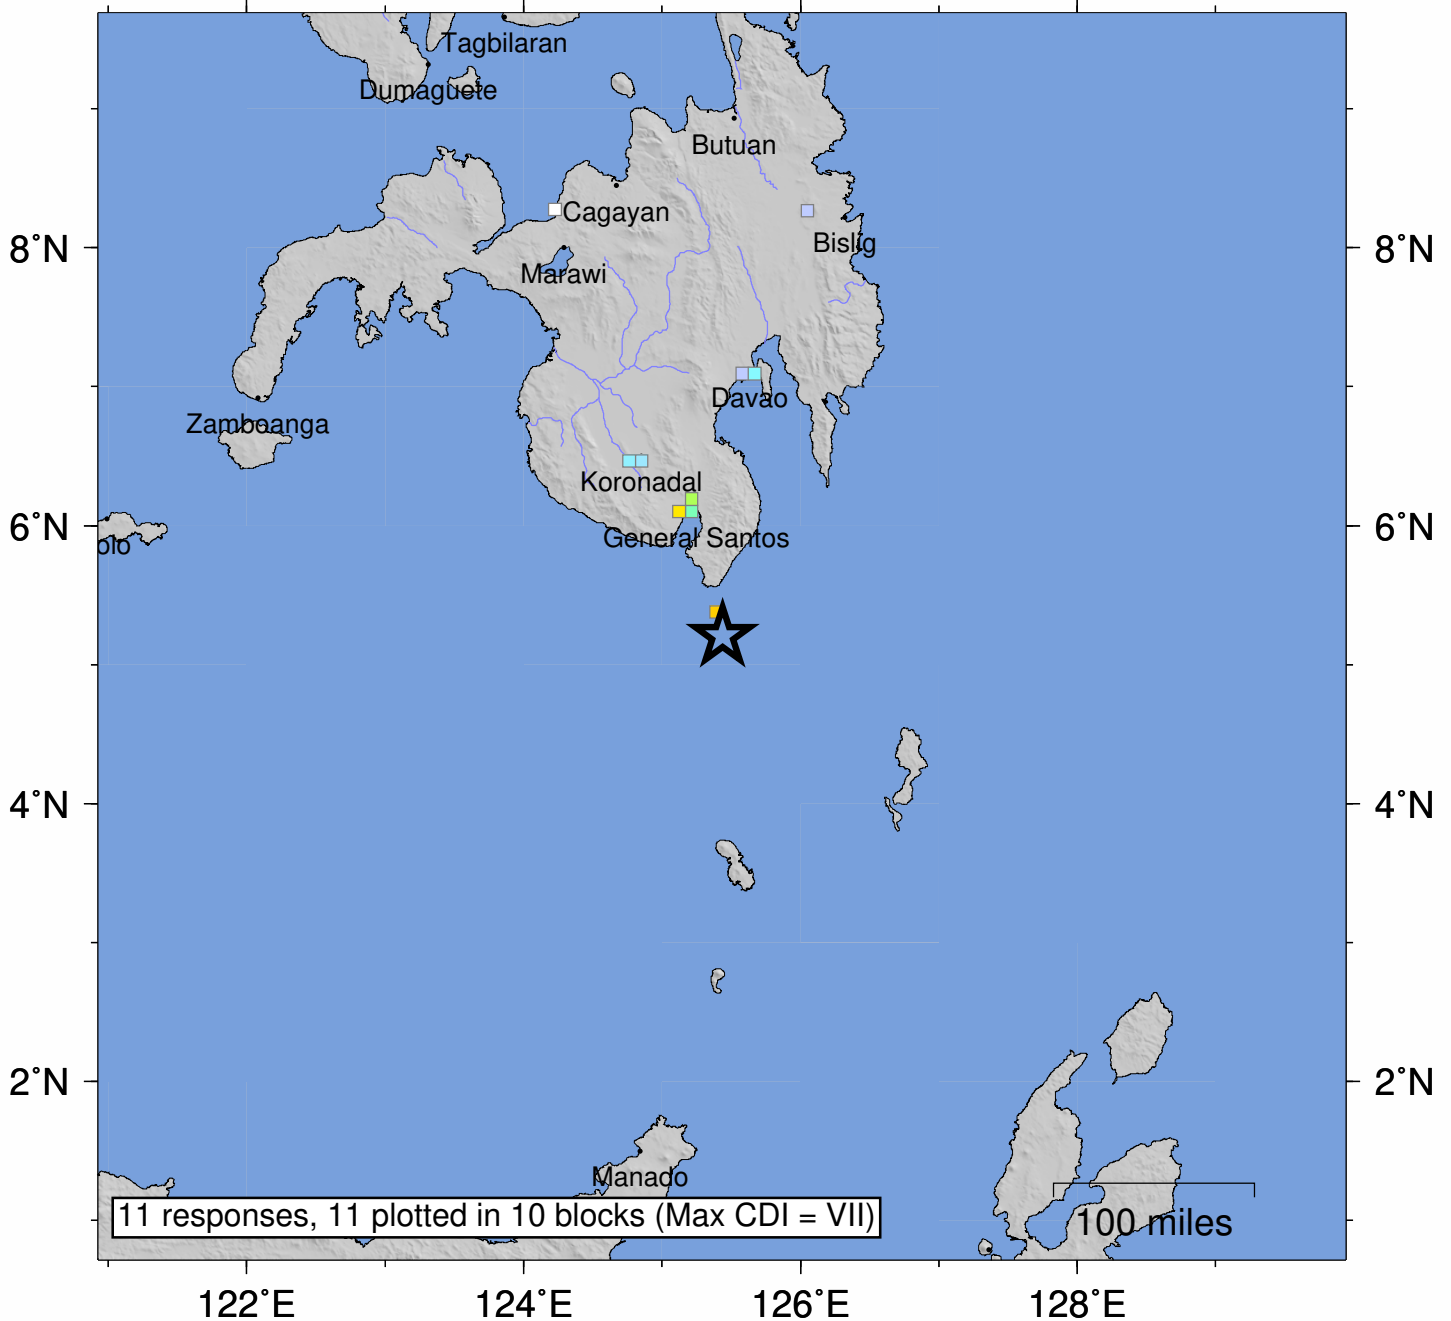 Tagbilaran
Dumaguete
Butuan
Cagayan
8°N
Bislig
8°N
Marawi
Davao
Zamboanga
Koronadal
6°N
olo
General Santos
6°N
4°N
4°N
2°N
2°N
Manado
11 responses, 11 plotted in 10 blocks (Max CDI = VII)
100 miles
122°E
124°E
126°E
128°E